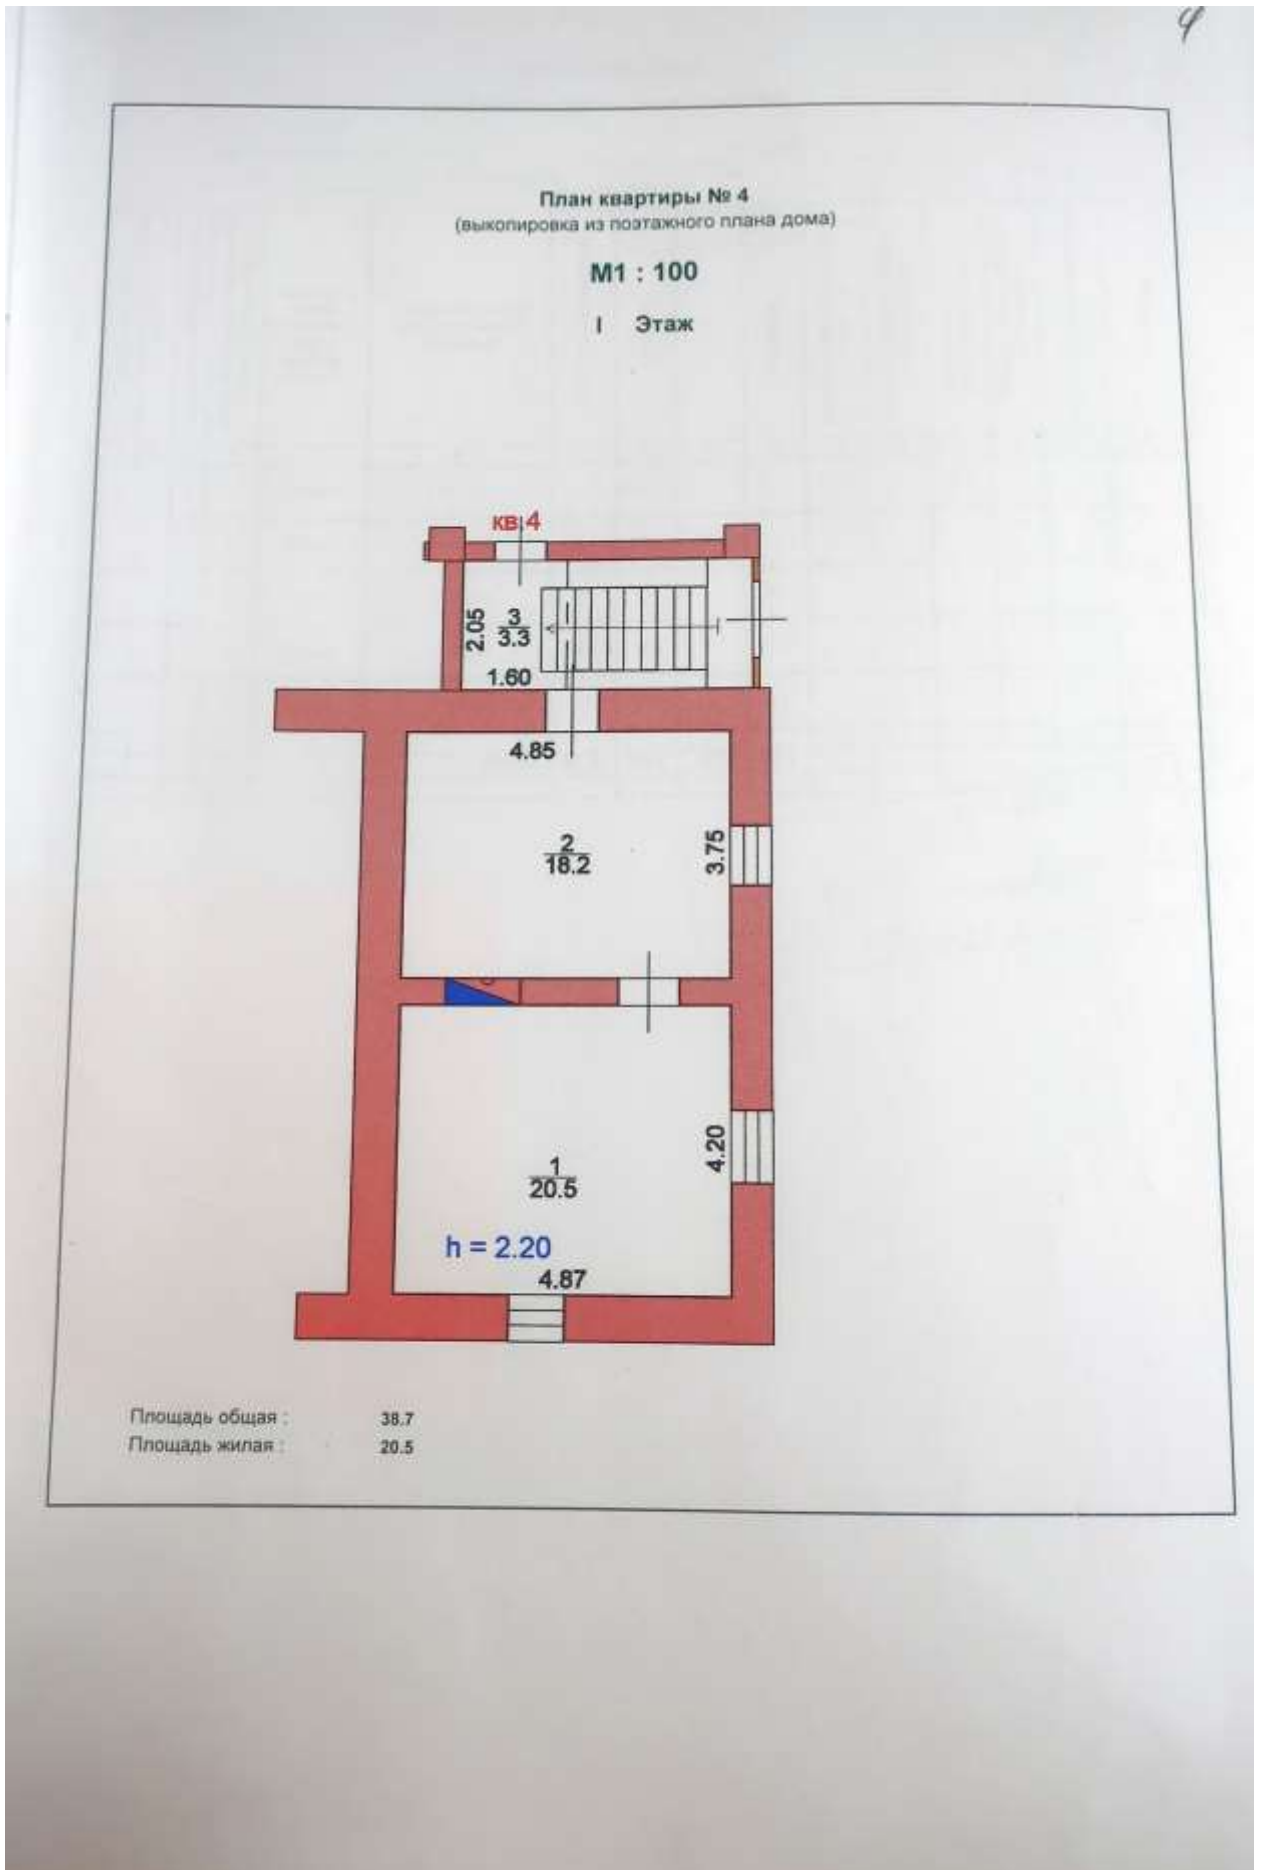 4
План квартиры № 4
(выкопировка из поэтажного плана дома)
М1 : 100
I Этаж
кв.4
2.05
3
3.3
1.60
4.85
2
18.2
3.75
1
20.5
4.20
h = 2.20
4.87
Площадь общая : 38.7
Площадь жилая : 20.5